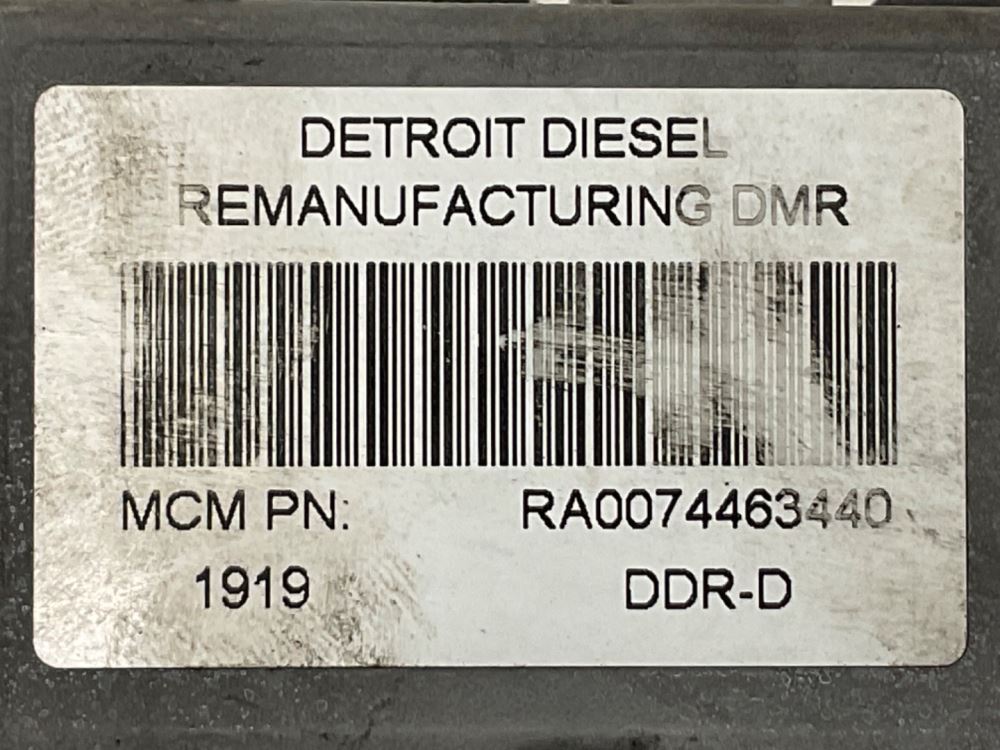 DETROIT DIESEL
REMANUFACTURING DMR
MCM PN: RA0074463440
1919 DDR-D